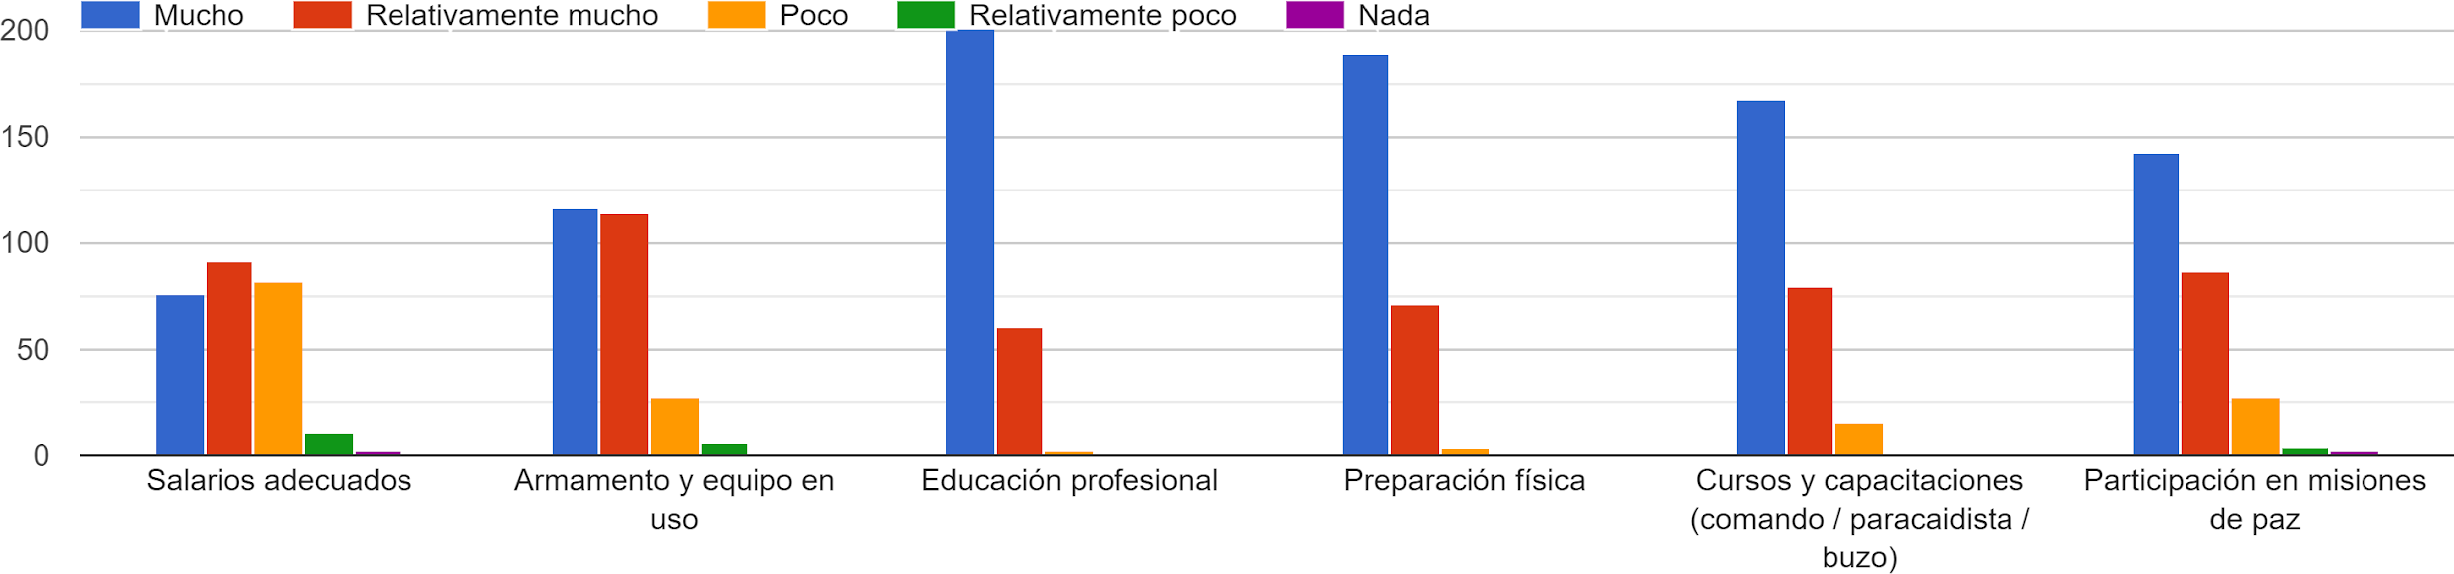 Mucho Relativamente mucho Poco Relativamente poco Nada
200
150
100
50
0
Salarios adecuados
Armamento y equipo en
uso
Educación profesional
Preparación física
Cursos y capacitaciones
(comando / paracaidista /
buzo)
Participación en misiones
de paz